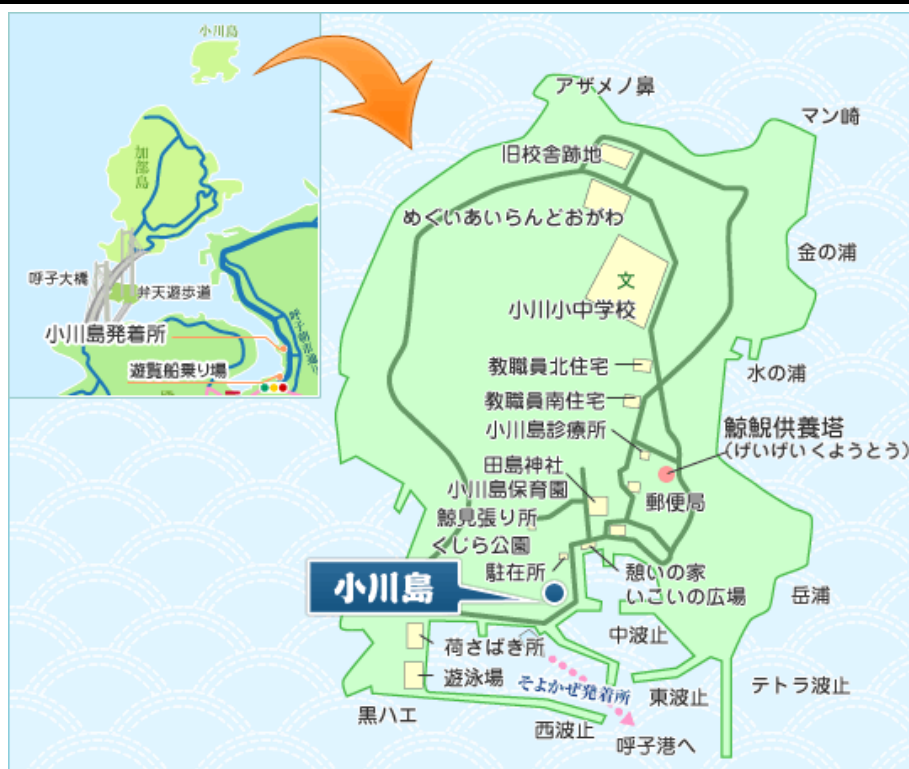 小川島
加部島
呼子大橋
弁天遊歩道
小川島発着所
遊覧船乗り場
呼子朝市通り
アザメノ鼻
マン崎
旧校舎跡地
めぐいあいらんどおがわ
金の浦
文
小川小中学校
水の浦
教職員北住宅
教職員南住宅
小川島診療所
鯨鯢供養塔
(げいげいくようとう)
田島神社
小川島保育園
郵便局
鯨見張り所
くじら公園
駐在所
憩いの家
いこいの広場
小川島
岳浦
中波止
荷さばき所
遊泳場
そよかぜ発着所
東波止
テトラ波止
黒ハエ
西波止
呼子港へ